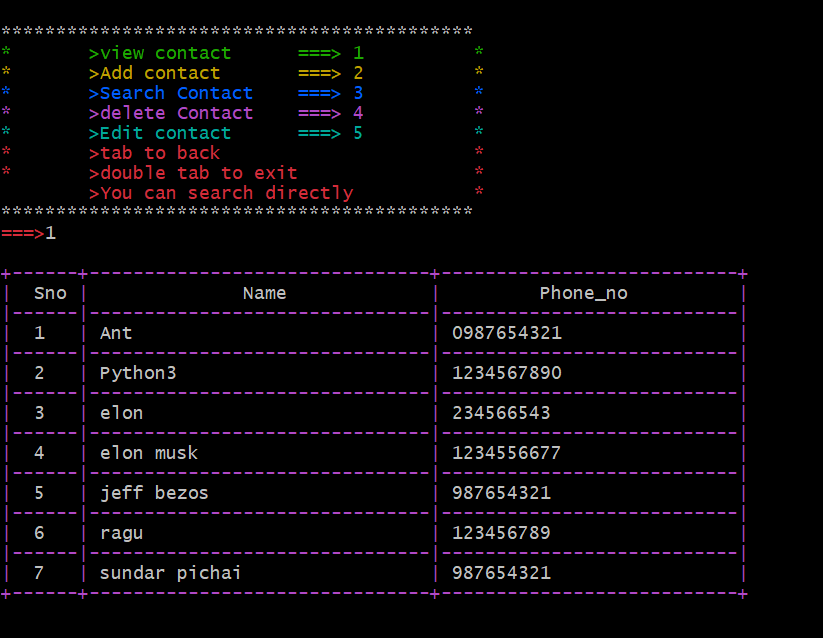 *******************************************
*       >view contact      ===> 1          *
*       >Add contact       ===> 2          *
*       >Search Contact    ===> 3          *
*       >delete Contact    ===> 4          *
*       >Edit contact      ===> 5          *
*       >tab to back                       *
*       >double tab to exit                *
        >You can search directly           *
*******************************************
===>1
+------+-------------------------------+---------------------------+
|  Sno |              Name             |         Phone_no          |
|------|-------------------------------|---------------------------|
|  1   | Ant                           | 0987654321                |
|------|-------------------------------|---------------------------|
|  2   | Python3                       | 1234567890                |
|------|-------------------------------|---------------------------|
|  3   | elon                          | 234566543                 |
|------|-------------------------------|---------------------------|
|  4   | elon musk                     | 1234556677                |
|------|-------------------------------|---------------------------|
|  5   | jeff bezos                    | 987654321                 |
|------|-------------------------------|---------------------------|
|  6   | ragu                          | 123456789                 |
|------|-------------------------------|---------------------------|
|  7   | sundar pichai                 | 987654321                 |
+------+-------------------------------+---------------------------+